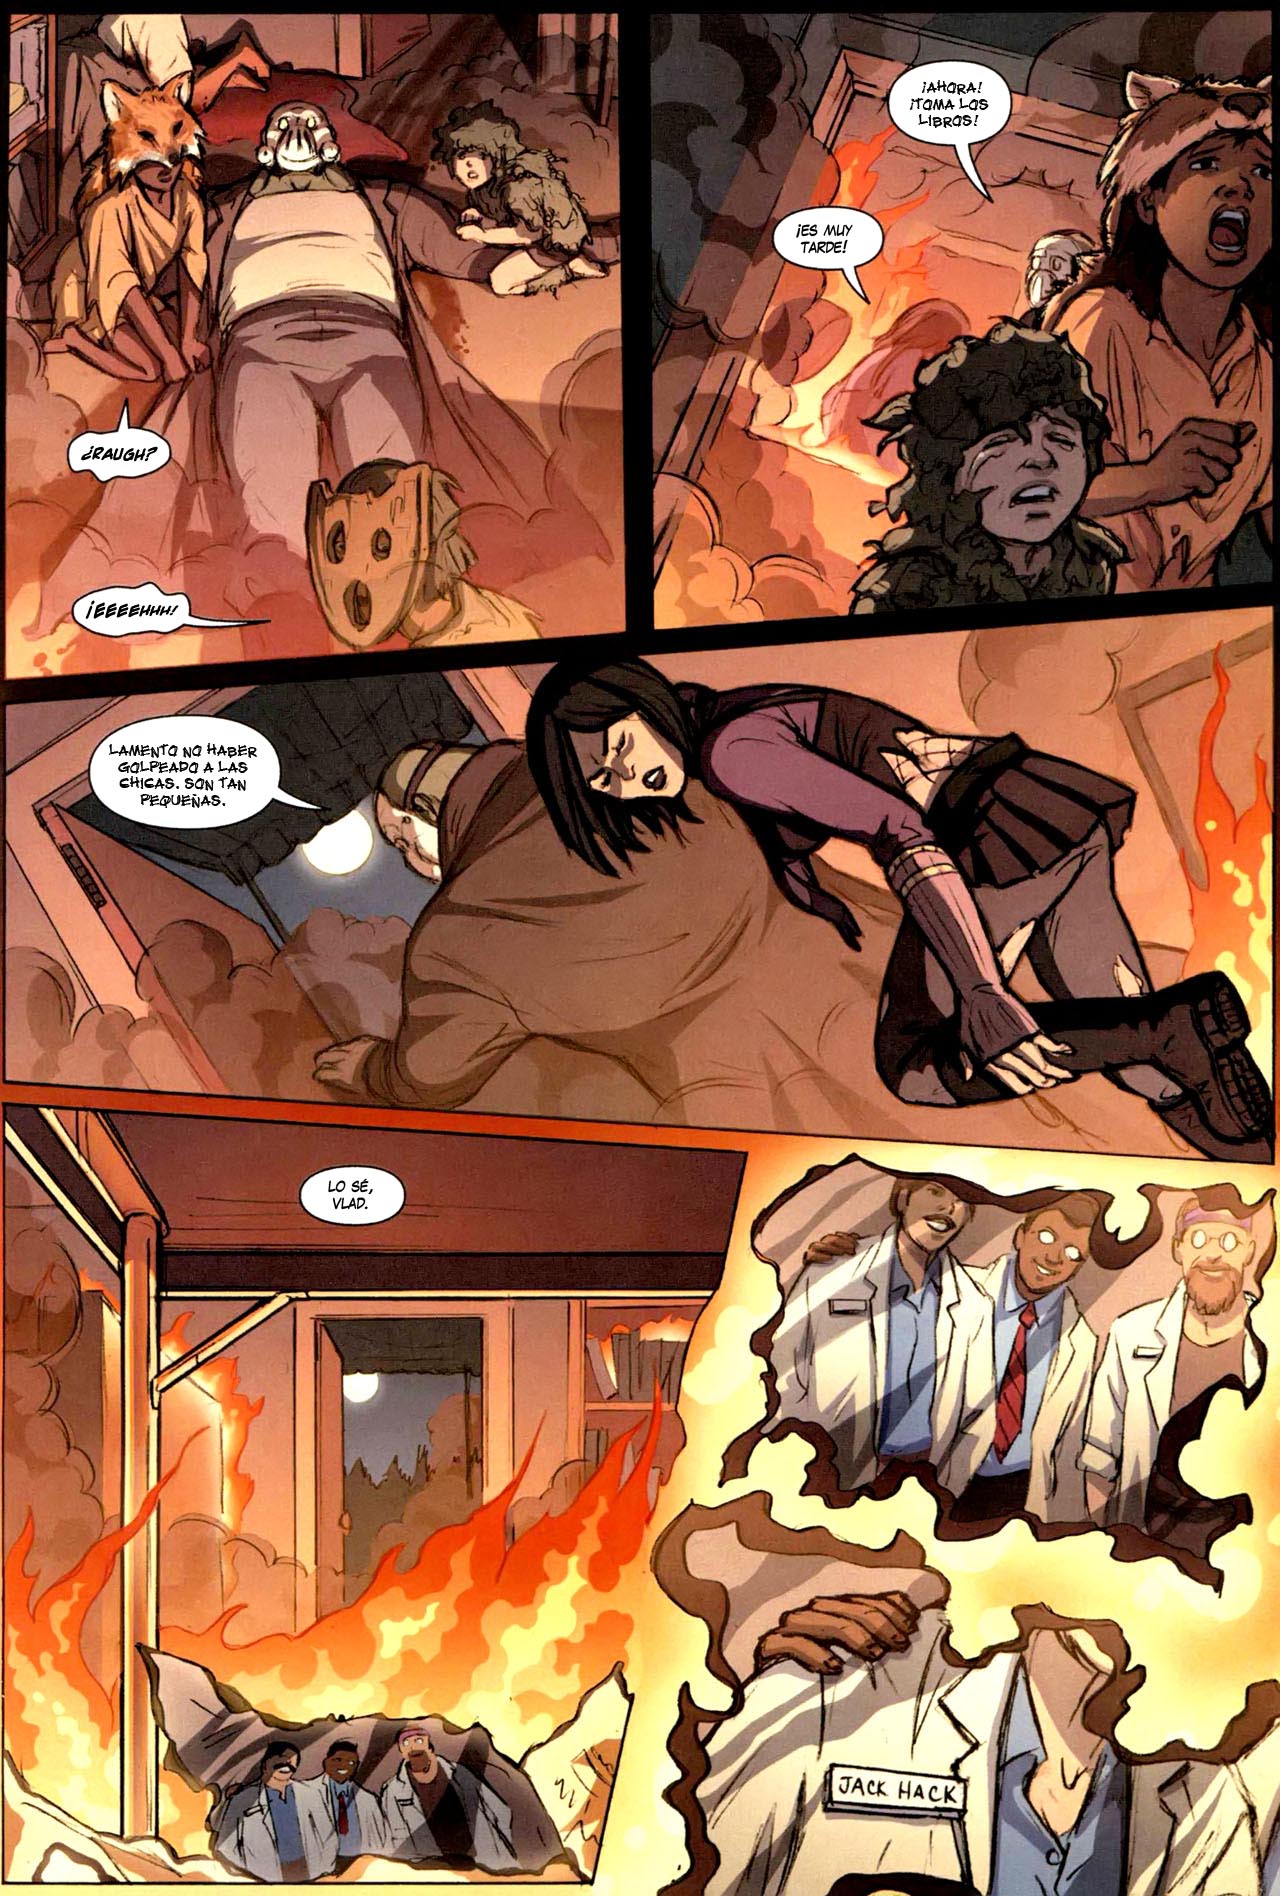 ¿RAUGH?
¡EEEEHHH!
¡AHORA!
¡TOMA LOS
LIBROS!
¡ES MUY
TARDE!
LAMENTO NO HABER
GOLPEADO A LAS
CHICAS. SON TAN
PEQUEÑAS.
LO SÉ,
VLAD.
JACK HACK